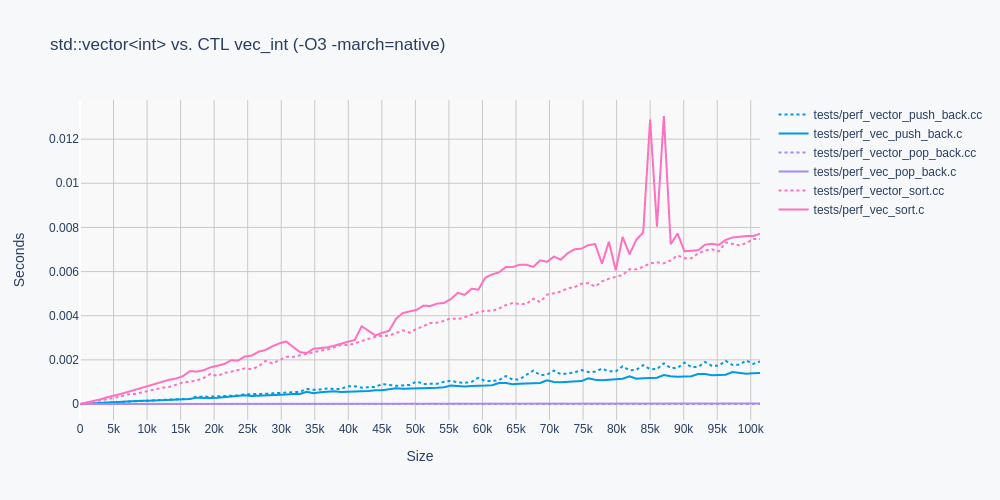 std::vector<int> vs. CTL vec_int (-O3 -march=native)
tests/perf_vector_push_back.cc
tests/perf_vec_push_back.c
tests/perf_vector_pop_back.cc
tests/perf_vec_pop_back.c
tests/perf_vector_sort.cc
tests/perf_vec_sort.c
Seconds
0.012
0.01
0.008
0.006
0.004
0.002
0
0 5k 10k 15k 20k 25k 30k 35k 40k 45k 50k 55k 60k 65k 70k 75k 80k 85k 90k 95k 100k
Size